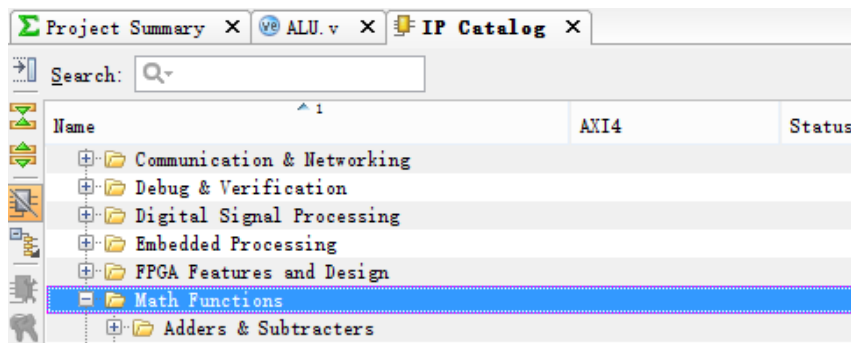 Project Summary ALU.v IP Catalog
Search:
Name 1 AXI4 Status
Communication & Networking
Debug & Verification
Digital Signal Processing
Embedded Processing
FPGA Features and Design
Math Functions
Adders & Subtracters